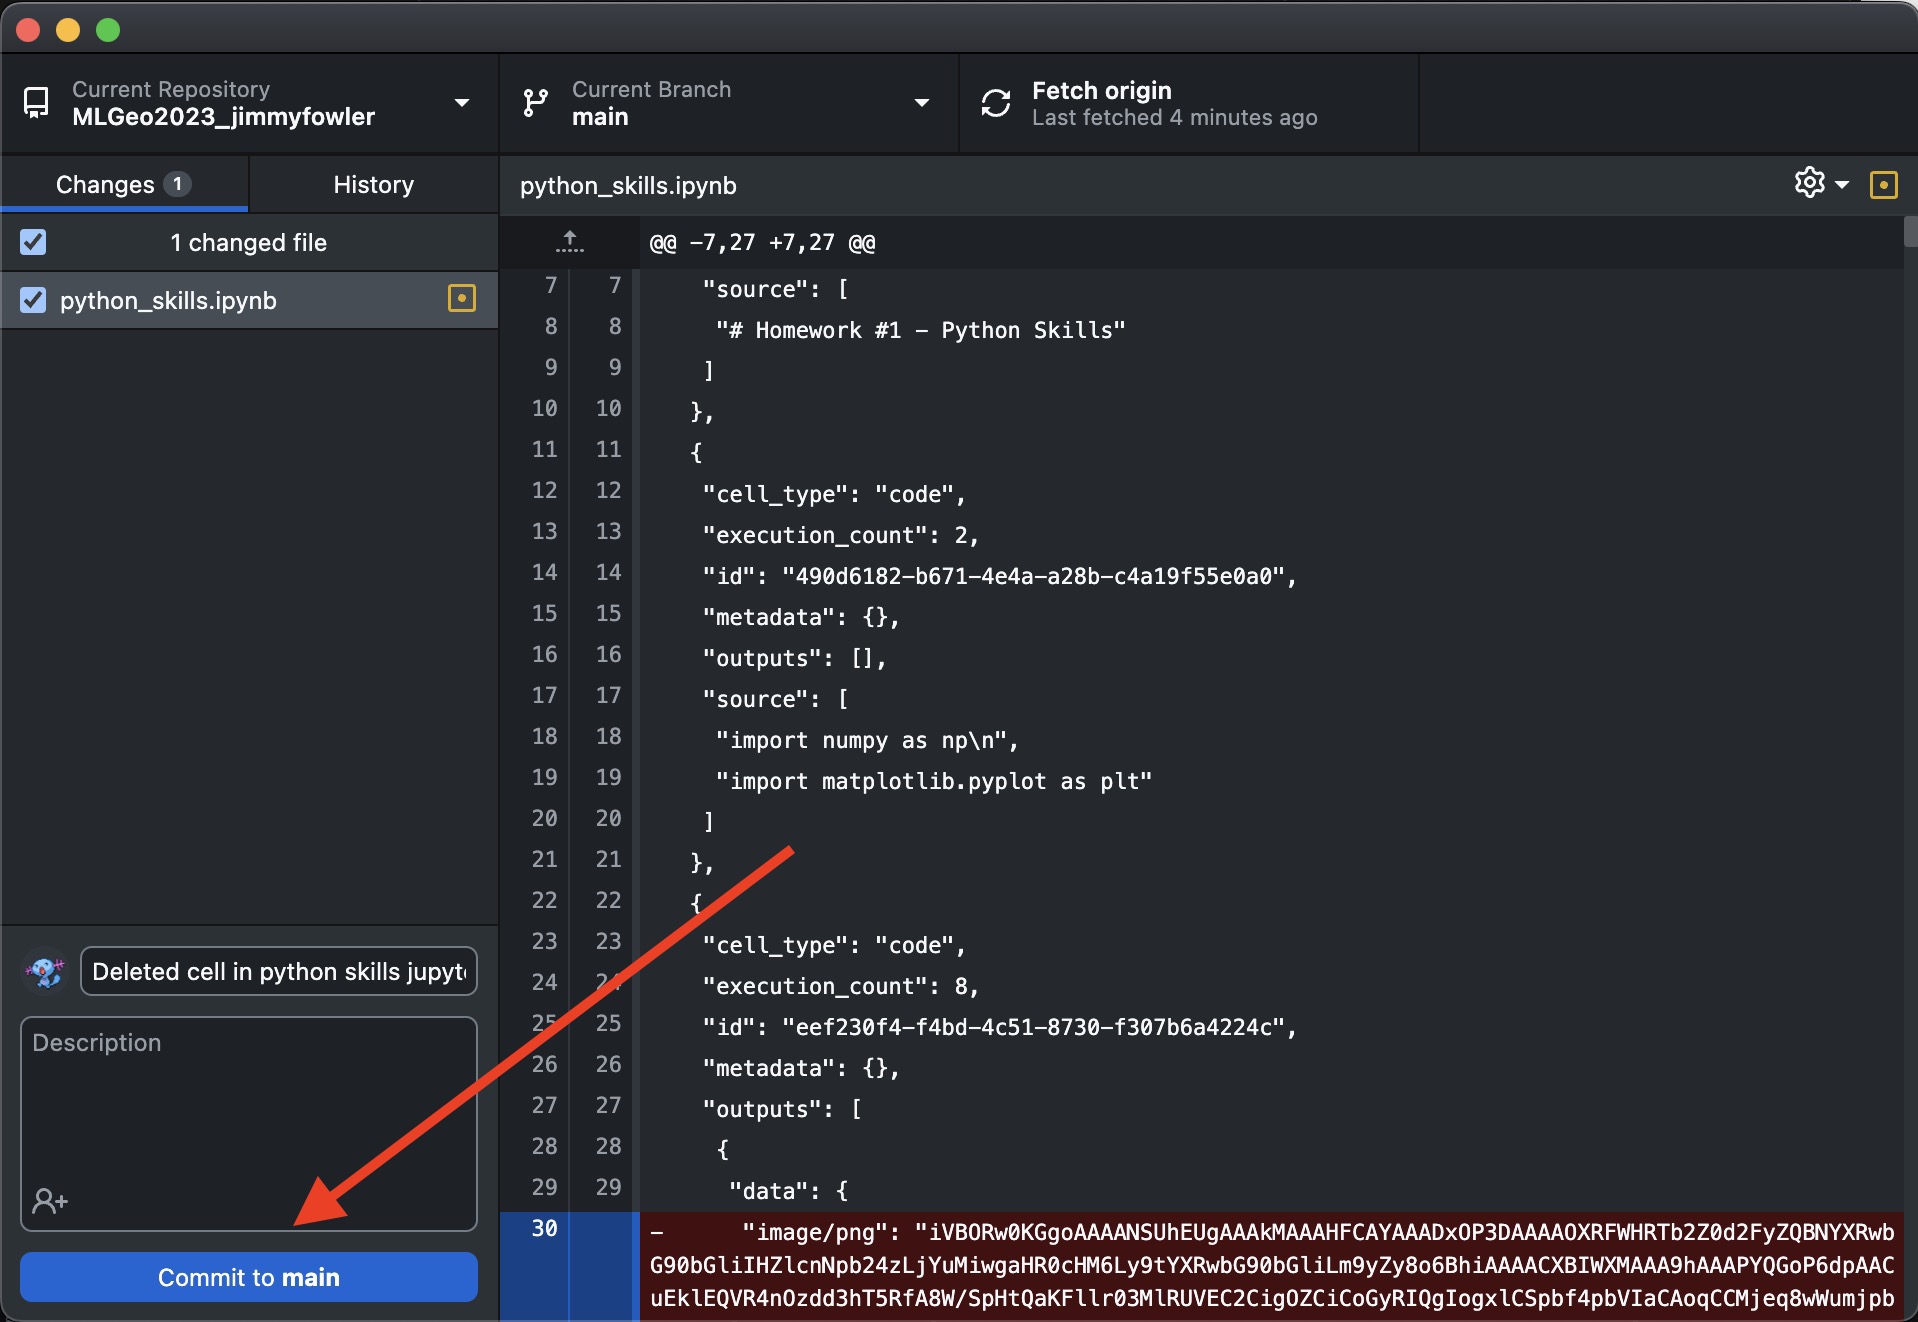 Current Repository
MLGeo2023_jimmyfowler
Current Branch
main
Fetch origin
Last fetched 4 minutes ago
Changes 1
History
1 changed file
python_skills.ipynb
python_skills.ipynb
@@ -7,27 +7,27 @@
7 7 "source": [
8 8 "# Homework #1 - Python Skills"
9 9 ]
10 10 },
11 11 {
12 12 "cell_type": "code",
13 13 "execution_count": 2,
14 14 "id": "490d6182-b671-4e4a-a28b-c4a19f55e0a0",
15 15 "metadata": {},
16 16 "outputs": [],
17 17 "source": [
18 18 "import numpy as np\n",
19 19 "import matplotlib.pyplot as plt"
20 20 ]
21 21 },
22 22 {
23 23 "cell_type": "code",
24 24 "execution_count": 8,
25 25 "id": "eef230f4-f4bd-4c51-8730-f307b6a4224c",
26 26 "metadata": {},
27 27 "outputs": [
28 28 {
29 29 "data": {
30 - "image/png": "iVBORw0KGgoAAAANSUhEUgAAAkMAAAHFCAYAAADxOP3DAAAAOXRFWHRTb2Z0d2FyZQBNYXRwb
G90bGliIHZlcnNpb24zLjYuMiwgaHR0cHM6Ly9tYXRwbG90bGliLm9yZy8o6BhiAAAACXBIWXMAAA9hAAAPYQGoP6dpAAC
uEklEQVR4nOzdd3hT5RfA8W/SpHtQaKFllr03MlRUVEC2CigOZCiCoGyRIQgIogxlCSpbf4pbVIaCAoqCCMjeq8wWumjpb
Deleted cell in python skills jupyt
Description
Commit to main